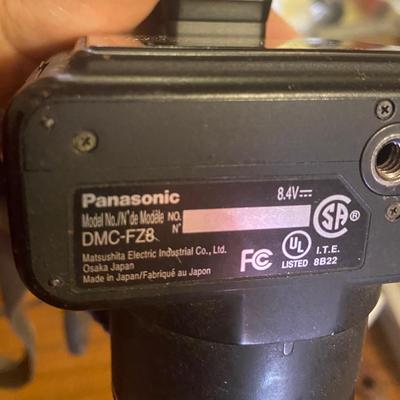 Panasonic 8.4V
Model No./N° de Modèle NO.
N°
DMC-FZ8
Matsushita Electric Industrial Co., Ltd.
Osaka Japan
Made in Japan/Fabriqué au Japon
FC
UL
LISTED
I.T.E.
8B22
SA
®